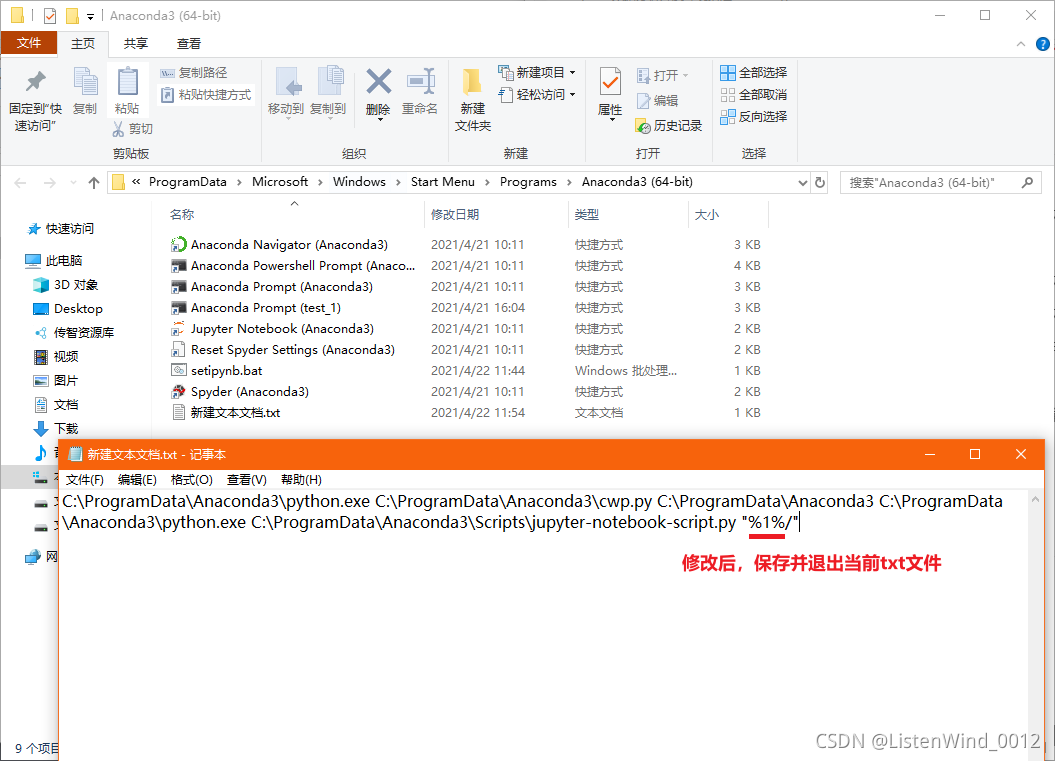 Anaconda3 (64-bit)
文件 主页 共享 查看
固定到"快速访问"
复制
粘贴
复制路径
粘贴快捷方式
剪切
剪贴板
移动到
复制到
删除
重命名
组织
新建文件夹
新建项目
轻松访问
新建
属性
打开
编辑
历史记录
打开
全部选择
全部取消
反向选择
选择
« ProgramData › Microsoft › Windows › Start Menu › Programs › Anaconda3 (64-bit)
搜索"Anaconda3 (64-bit)"
名称 修改日期 类型 大小
快速访问
此电脑
3D 对象
Desktop
传智资源库
视频
图片
文档
下载
网
Anaconda Navigator (Anaconda3) 2021/4/21 10:11 快捷方式 3 KB
Anaconda Powershell Prompt (Anaco... 2021/4/21 10:11 快捷方式 4 KB
Anaconda Prompt (Anaconda3) 2021/4/21 10:11 快捷方式 3 KB
Anaconda Prompt (test_1) 2021/4/21 16:04 快捷方式 3 KB
Jupyter Notebook (Anaconda3) 2021/4/21 10:11 快捷方式 2 KB
Reset Spyder Settings (Anaconda3) 2021/4/21 10:11 快捷方式 2 KB
setipynb.bat 2021/4/22 11:44 Windows 批处理... 1 KB
Spyder (Anaconda3) 2021/4/21 10:11 快捷方式 2 KB
新建文本文档.txt 2021/4/22 11:54 文本文档 1 KB
新建文本文档.txt - 记事本
文件(F) 编辑(E) 格式(O) 查看(V) 帮助(H)
C:\ProgramData\Anaconda3\python.exe C:\ProgramData\Anaconda3\cwp.py C:\ProgramData\Anaconda3 C:\ProgramData
\Anaconda3\python.exe C:\ProgramData\Anaconda3\Scripts\jupyter-notebook-script.py "%1%/"
修改后，保存并退出当前txt文件
9 个项目
CSDN @ListenWind_0012